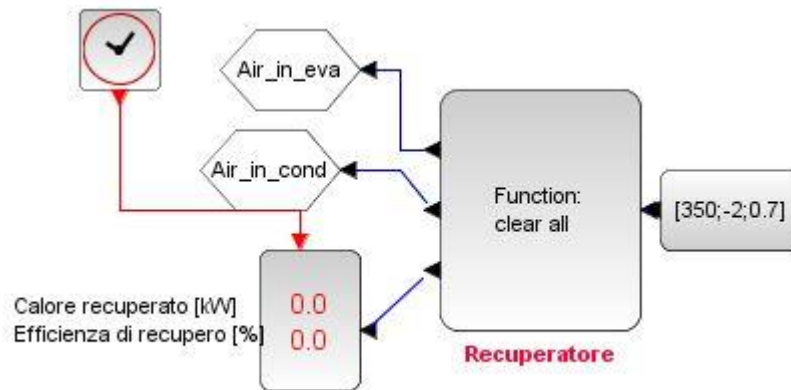 Air_in_eva
Air_in_cond
Function:
clear all
[350;-2;0.7]
Calore recuperato [kW]
Efficienza di recupero [%]
0.0
0.0
Recuperatore